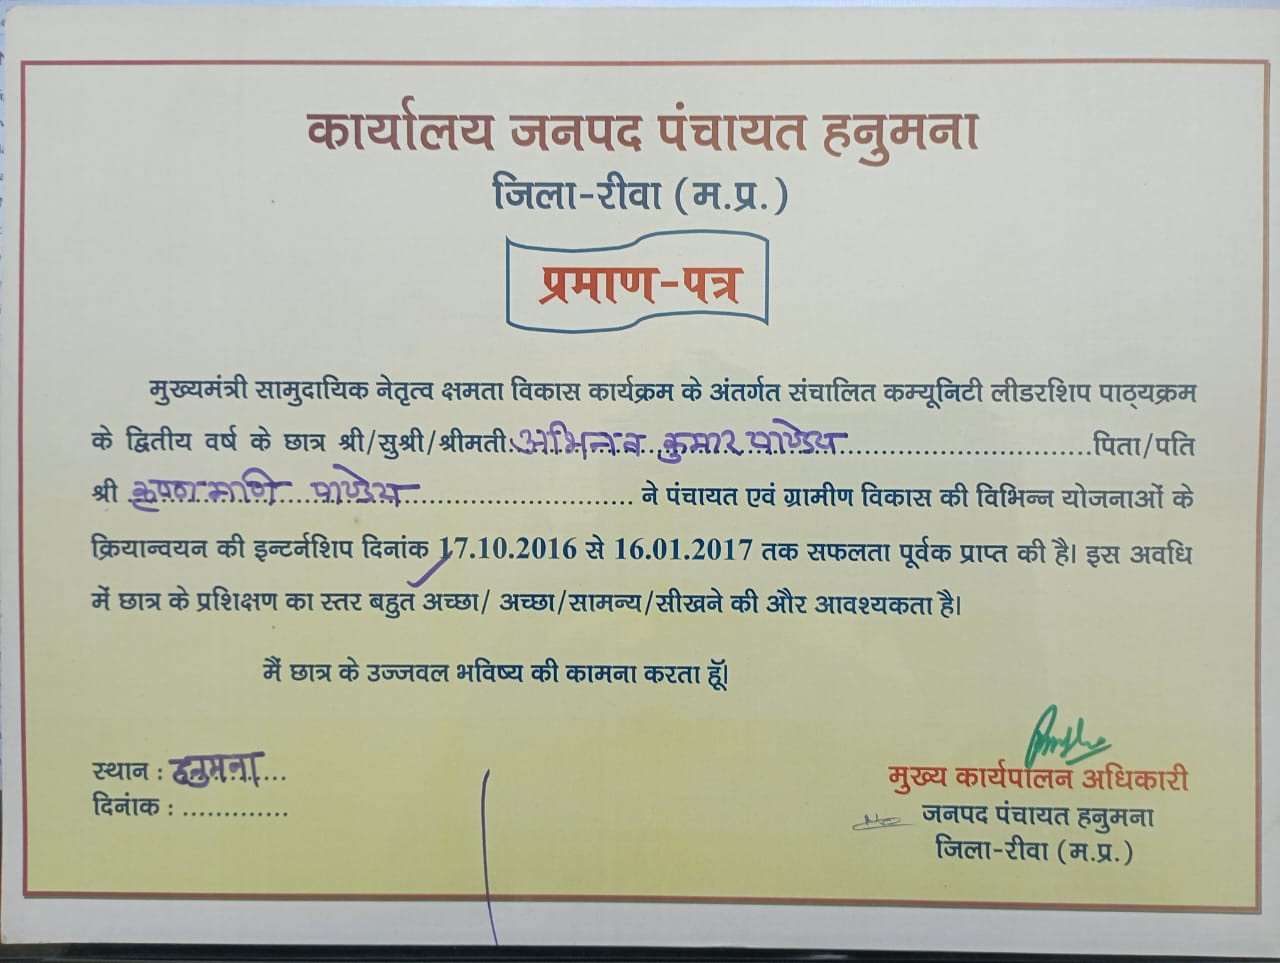 कार्यालय जनपद पंचायत हनुमना
जिला-रीवा (म.प्र.)
प्रमाण-पत्र
मुख्यमंत्री सामुदायिक नेतृत्व क्षमता विकास कार्यक्रम के अंतर्गत संचालित कम्यूनिटी लीडरशिप पाठ्यक्रम
के द्वितीय वर्ष के छात्र श्री/सुश्री/श्रीमती.अभिनव कुमार पाण्डेय..............................पिता/पति
श्री कृष्ण मणि पाण्डेय.............................. ने पंचायत एवं ग्रामीण विकास की विभिन्न योजनाओं के
क्रियान्वयन की इन्टर्नशिप दिनांक 17.10.2016 से 16.01.2017 तक सफलता पूर्वक प्राप्त की है। इस अवधि
में छात्र के प्रशिक्षण का स्तर बहुत अच्छा/ अच्छा/सामन्य/सीखने की और आवश्यकता है।
मैं छात्र के उज्जवल भविष्य की कामना करता हूँ।
स्थान : हनुमना...
दिनांक : .............
मुख्य कार्यपालन अधिकारी
जनपद पंचायत हनुमना
जिला-रीवा (म.प्र.)